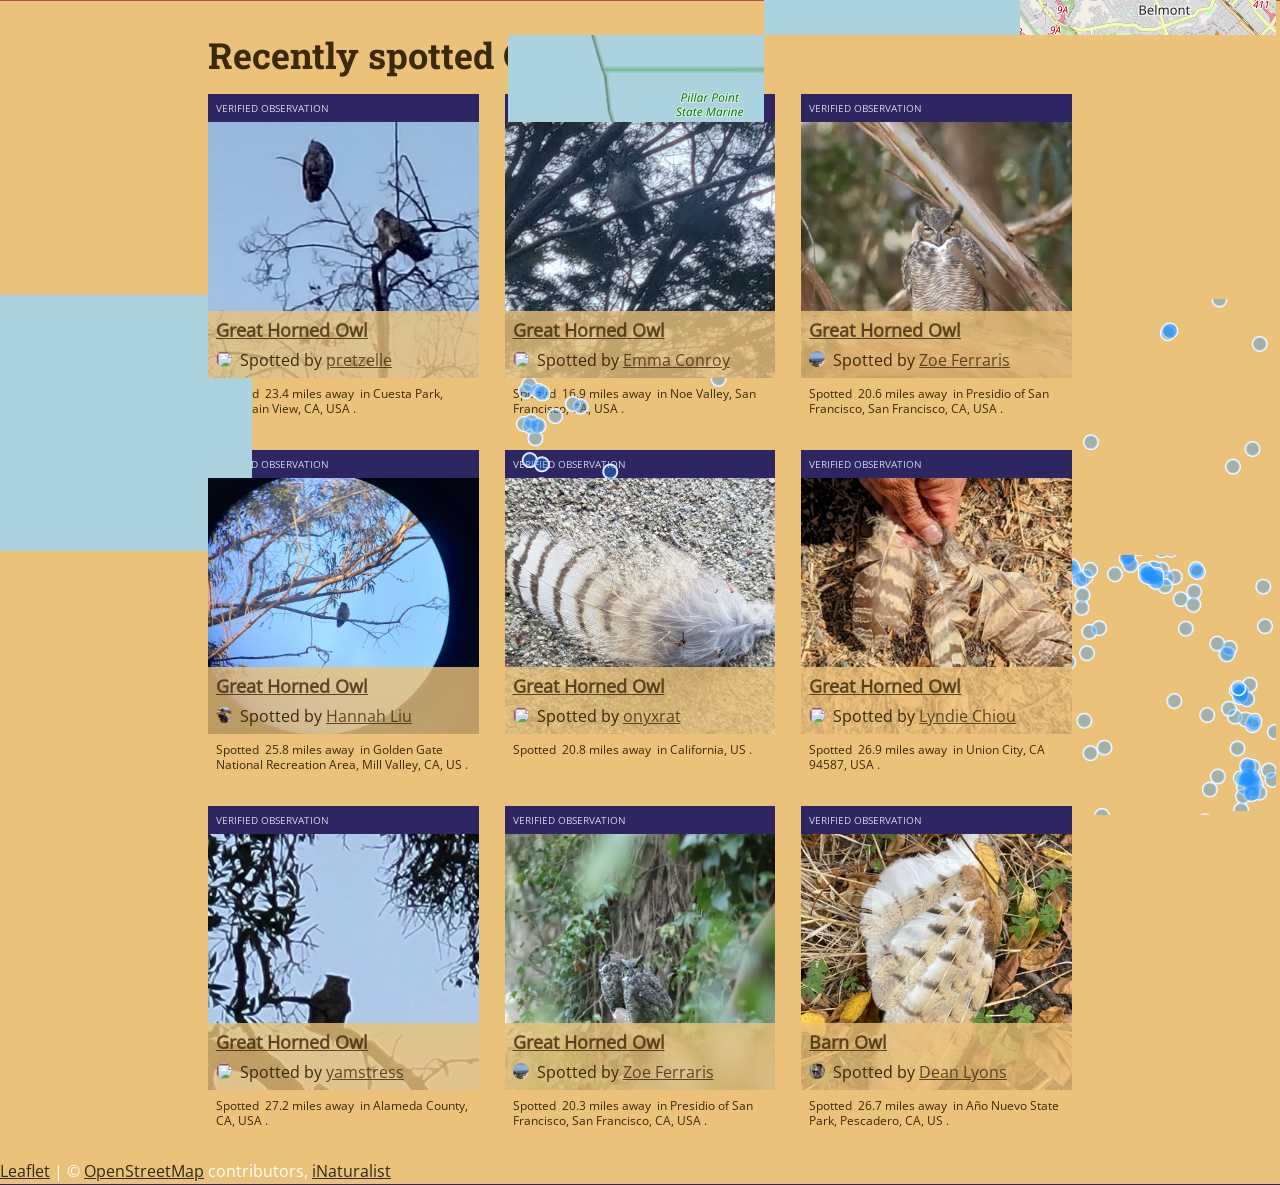 9A
Belmont
411
9A
Recently spotted
Pillar Point
State Marine
VERIFIED OBSERVATION
VERIFIED OBSERVATION
Great Horned Owl
Spotted by pretzelle
23.4 miles away in Cuesta Park,
View, CA, USA .
Great Horned Owl
Spotted by Emma Conroy
Spotted 16.9 miles away in Noe Valley, San
Francisco, CA, USA .
Great Horned Owl
Spotted by Zoe Ferraris
Spotted 20.6 miles away in Presidio of San
Francisco, San Francisco, CA, USA .
OBSERVATION
VERIFIED OBSERVATION
VERIFIED OBSERVATION
Great Horned Owl
Spotted by Hannah Liu
Spotted 25.8 miles away in Golden Gate
National Recreation Area, Mill Valley, CA, US .
Great Horned Owl
Spotted by onyxrat
Spotted 20.8 miles away in California, US .
Great Horned Owl
Spotted by Lyndie Chiou
Spotted 26.9 miles away in Union City, CA
94587, USA .
VERIFIED OBSERVATION
VERIFIED OBSERVATION
VERIFIED OBSERVATION
Great Horned Owl
Spotted by yamstress
Spotted 27.2 miles away in Alameda County,
CA, USA .
Great Horned Owl
Spotted by Zoe Ferraris
Spotted 20.3 miles away in Presidio of San
Francisco, San Francisco, CA, USA .
Barn Owl
Spotted by Dean Lyons
Spotted 26.7 miles away in Año Nuevo State
Park, Pescadero, CA, US .
Leaflet | © OpenStreetMap contributors, iNaturalist